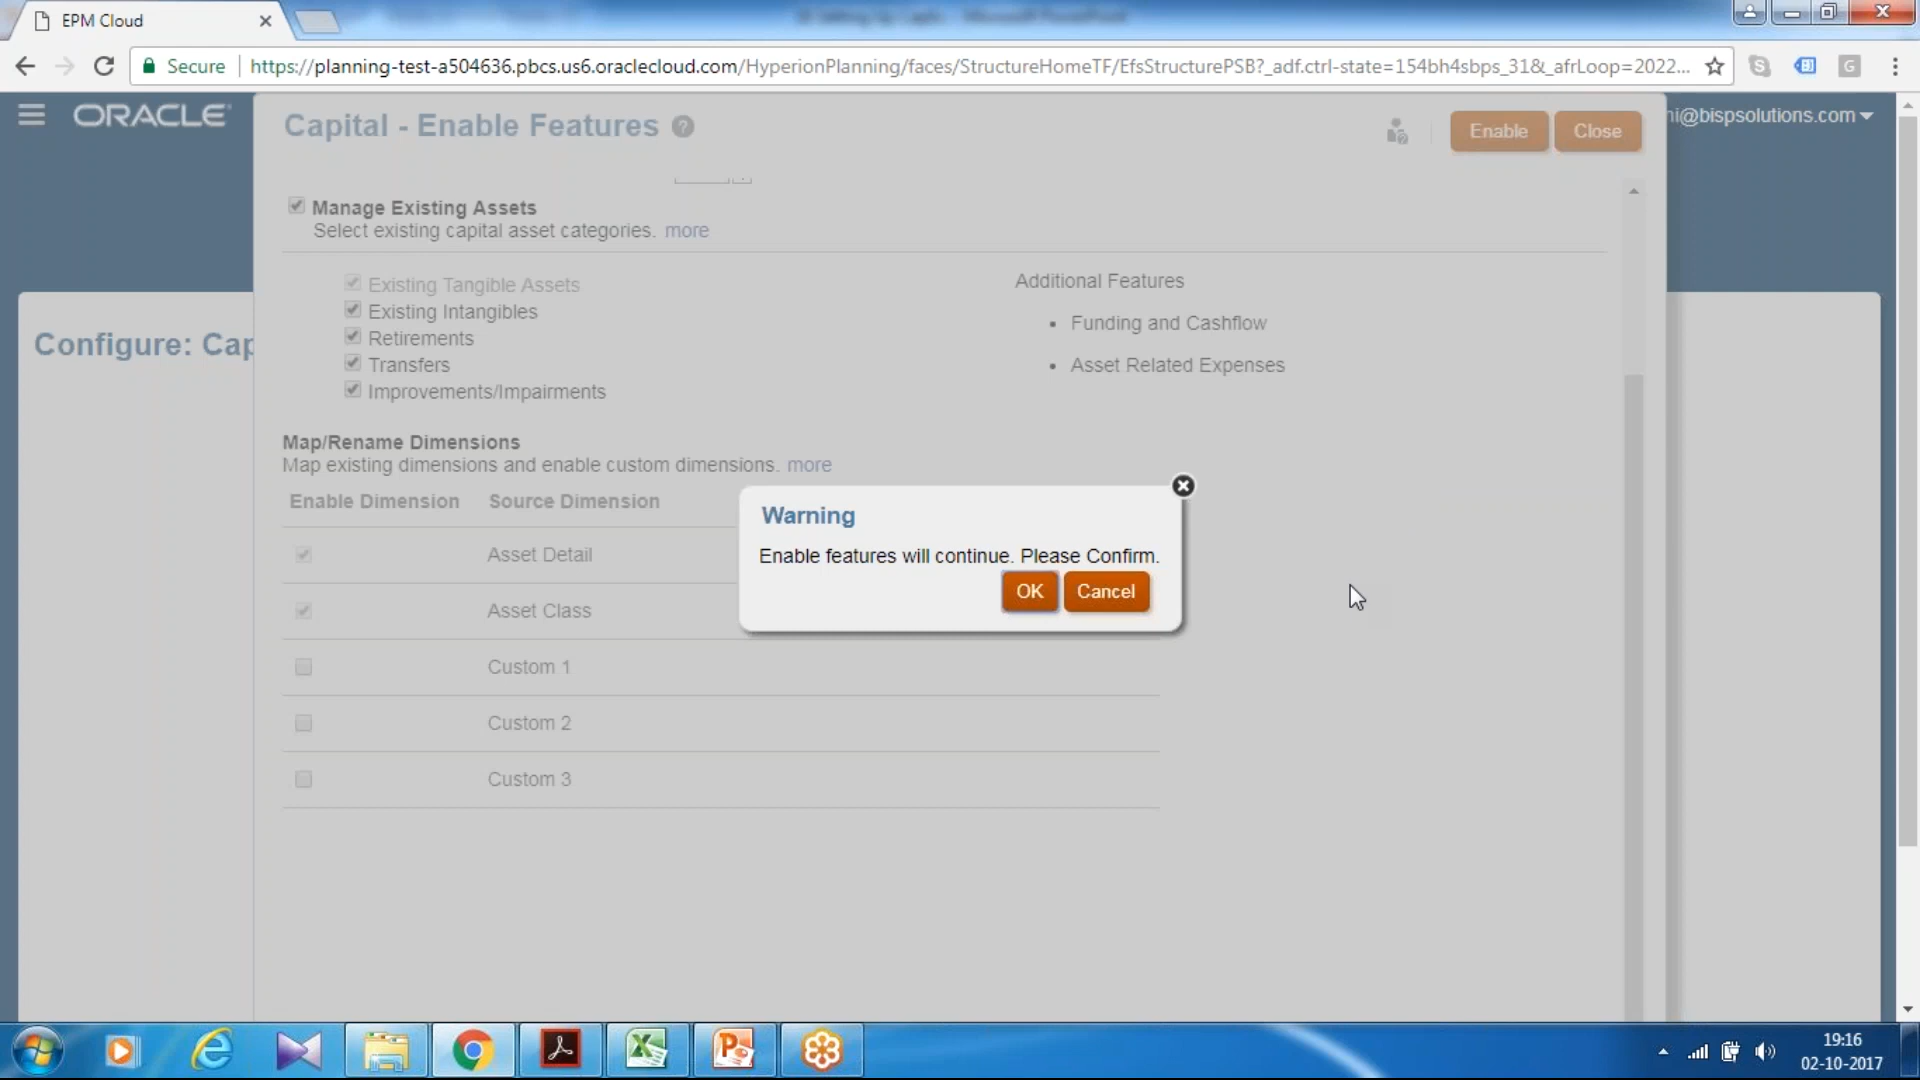 EPM Cloud
Secure
https://planning-test-a504636.pbcs.us6.oraclecloud.com/HyperionPlanning/faces/StructureHomeTF/EfsStructurePSB?_adf.ctrl-state=154bh4sbps_31&_afrLoop=2022...
ORACLE
Capital - Enable Features
Enable
Close
ni@bispsolutions.com
Manage Existing Assets
Select existing capital asset categories. more
Existing Tangible Assets
Existing Intangibles
Retirements
Transfers
Improvements/Impairments
Additional Features
Funding and Cashflow
Asset Related Expenses
Configure: Cap
Map/Rename Dimensions
Map existing dimensions and enable custom dimensions. more
Enable Dimension Source Dimension
Asset Detail
Asset Class
Custom 1
Custom 2
Custom 3
Warning
Enable features will continue. Please Confirm.
OK
Cancel
19:16
02-10-2017